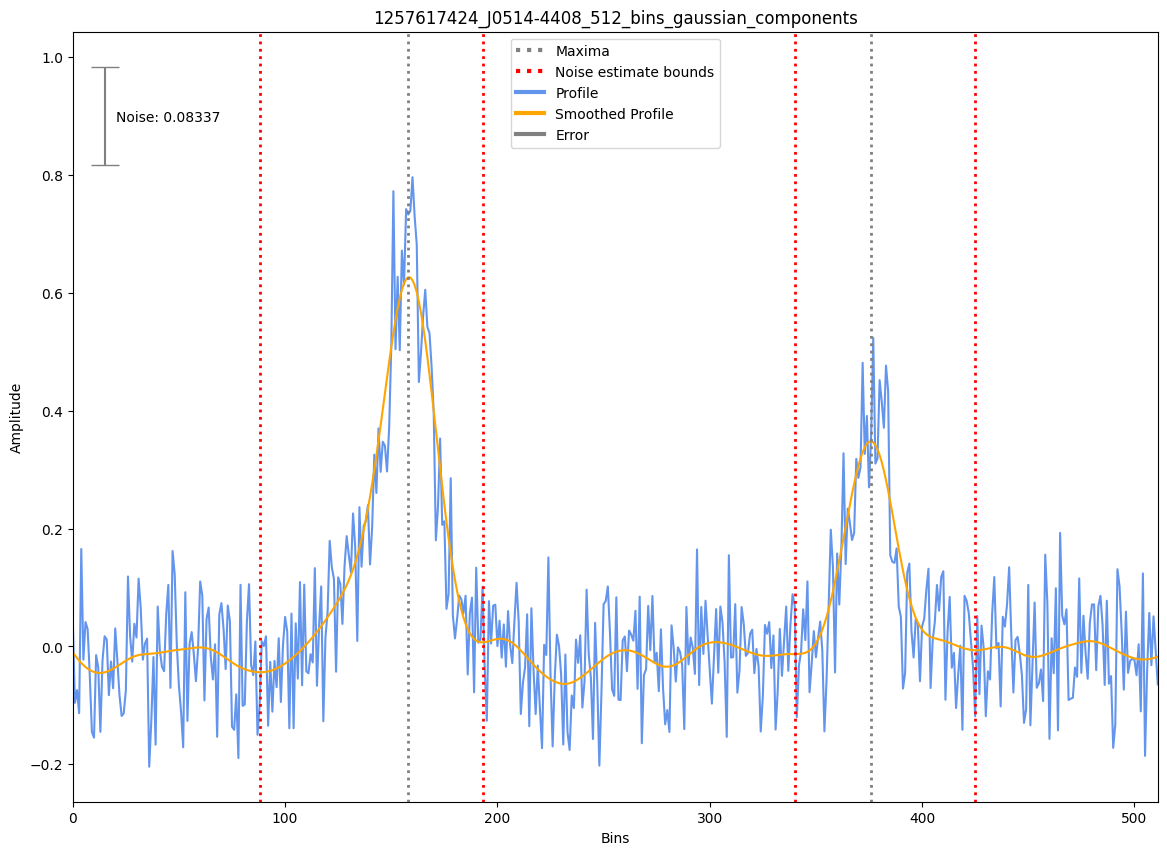 1257617424_J0514-4408_512_bins_gaussian_components
Maxima
Noise estimate bounds
Profile
Smoothed Profile
Error
Noise: 0.08337
1.0
0.8
0.6
0.4
0.2
0.0
−0.2
Amplitude
0 100 200 300 400 500
Bins